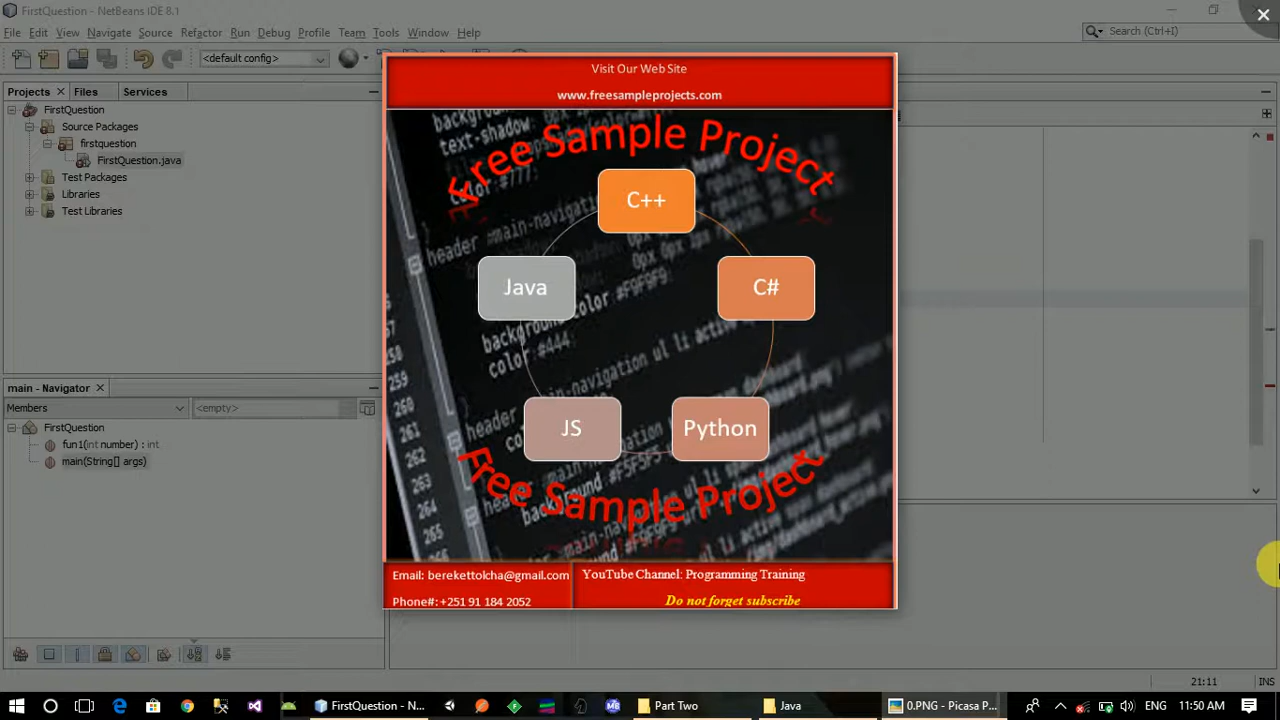 FirstQuestion - NetBeans IDE 8.1
File Edit View Navigate Source Refactor Run Debug Profile Team Tools Window Help
Search (Ctrl+I)
<default config>
Projects Files Services
FirstQuestion
Source Packages
firstquestion
FirstQuestion.java
Test Packages
Libraries
Test Libraries
main - Navigator
Members
<empty>
FirstQuestion
fun1(int number) : int
main(String[] args)
Visit Our Web Site
www.freesampleprojects.com
Free Sample Project
C++
Java
C#
JS
Python
Free Sample Project
Email: berekettolcha@gmail.com
Phone#: +251 91 184 2052
YouTube Channel: Programming Training
Do not forget subscribe
21:11
INS
FirstQuestion - N...
Part Two
Java
0.PNG - Picasa P...
ENG
11:50 AM